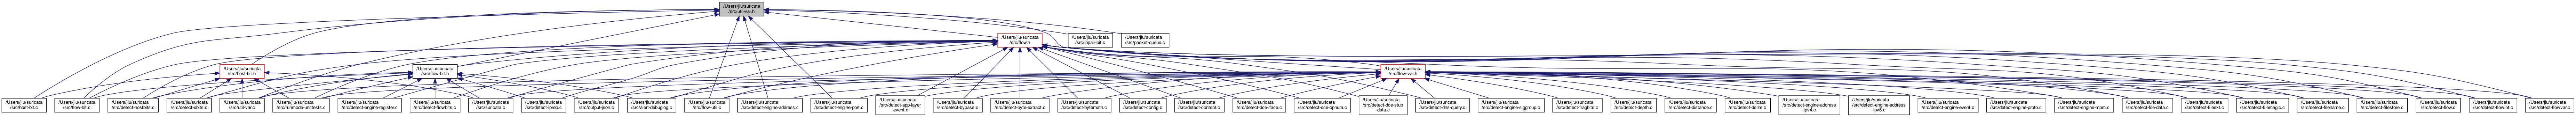 /Users/jlu/suricata
/src/util-var.h
/Users/jlu/suricata
/src/flow.h
/Users/jlu/suricata
/src/ippair-bit.c
/Users/jlu/suricata
/src/packet-queue.c
/Users/jlu/suricata
/src/host-bit.h
/Users/jlu/suricata
/src/flow-bit.h
/Users/jlu/suricata
/src/flow-var.h
/Users/jlu/suricata
/src/host-bit.c
/Users/jlu/suricata
/src/flow-bit.c
/Users/jlu/suricata
/src/detect-hostbits.c
/Users/jlu/suricata
/src/detect-xbits.c
/Users/jlu/suricata
/src/util-var.c
/Users/jlu/suricata
/src/runmode-unittests.c
/Users/jlu/suricata
/src/detect-engine-register.c
/Users/jlu/suricata
/src/detect-flowbits.c
/Users/jlu/suricata
/src/suricata.c
/Users/jlu/suricata
/src/detect-iprep.c
/Users/jlu/suricata
/src/output-json.c
/Users/jlu/suricata
/src/alert-debuglog.c
/Users/jlu/suricata
/src/flow-util.c
/Users/jlu/suricata
/src/detect-engine-address.c
/Users/jlu/suricata
/src/detect-engine-port.c
/Users/jlu/suricata
/src/detect-app-layer
-event.c
/Users/jlu/suricata
/src/detect-bypass.c
/Users/jlu/suricata
/src/detect-byte-extract.c
/Users/jlu/suricata
/src/detect-bytemath.c
/Users/jlu/suricata
/src/detect-config.c
/Users/jlu/suricata
/src/detect-content.c
/Users/jlu/suricata
/src/detect-dce-iface.c
/Users/jlu/suricata
/src/detect-dce-opnum.c
/Users/jlu/suricata
/src/detect-dce-stub
-data.c
/Users/jlu/suricata
/src/detect-dns-query.c
/Users/jlu/suricata
/src/detect-engine-siggroup.c
/Users/jlu/suricata
/src/detect-fragbits.c
/Users/jlu/suricata
/src/detect-depth.c
/Users/jlu/suricata
/src/detect-distance.c
/Users/jlu/suricata
/src/detect-dsize.c
/Users/jlu/suricata
/src/detect-engine-address
-ipv4.c
/Users/jlu/suricata
/src/detect-engine-address
-ipv6.c
/Users/jlu/suricata
/src/detect-engine-event.c
/Users/jlu/suricata
/src/detect-engine-proto.c
/Users/jlu/suricata
/src/detect-engine-mpm.c
/Users/jlu/suricata
/src/detect-file-data.c
/Users/jlu/suricata
/src/detect-fileext.c
/Users/jlu/suricata
/src/detect-filemagic.c
/Users/jlu/suricata
/src/detect-filename.c
/Users/jlu/suricata
/src/detect-filestore.c
/Users/jlu/suricata
/src/detect-flow.c
/Users/jlu/suricata
/src/detect-flowint.c
/Users/jlu/suricata
/src/detect-flowvar.c